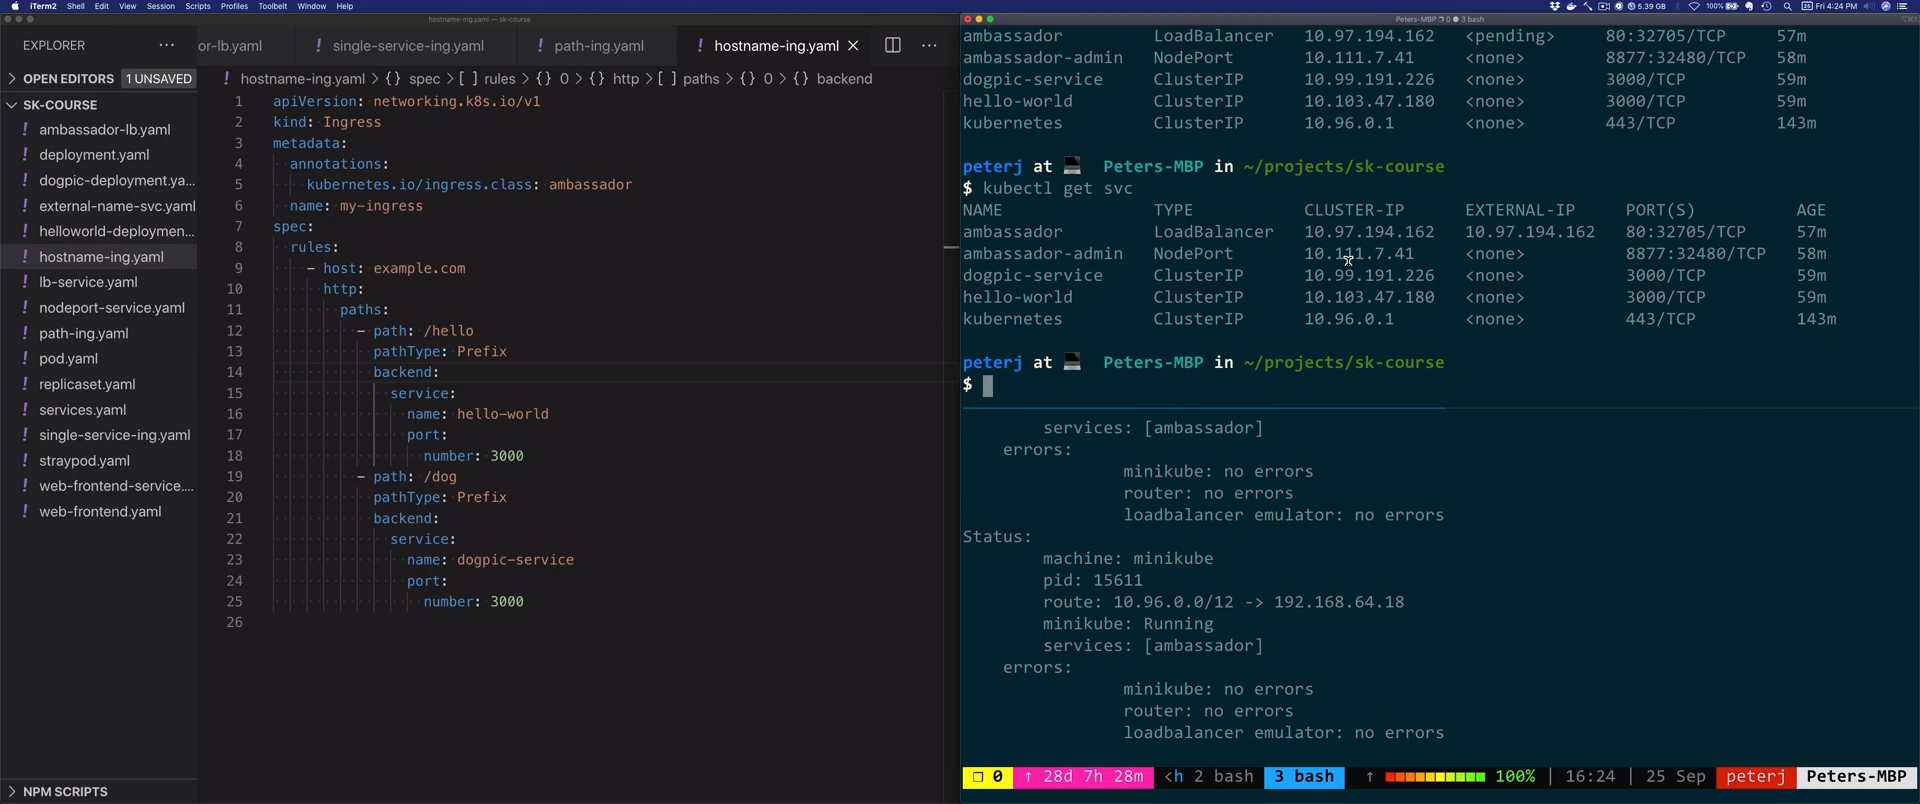 iTerm2 Shell Edit View Session Scripts Profiles Toolbelt Window Help
5.39 GB 100% Fri 4:24 PM
hostname-ing.yaml — sk-course
EXPLORER ···
or-lb.yaml ! single-service-ing.yaml ! path-ing.yaml ! hostname-ing.yaml × ···
OPEN EDITORS 1 UNSAVED
! hostname-ing.yaml > {} spec > [ ] rules > {} 0 > {} http > [ ] paths > {} 0 > {} backend
SK-COURSE
! ambassador-lb.yaml
! deployment.yaml
! dogpic-deployment.ya...
! external-name-svc.yaml
! helloworld-deploymen...
! hostname-ing.yaml
! lb-service.yaml
! nodeport-service.yaml
! path-ing.yaml
! pod.yaml
! replicaset.yaml
! services.yaml
! single-service-ing.yaml
! straypod.yaml
! web-frontend-service....
! web-frontend.yaml
NPM SCRIPTS
1 apiVersion: networking.k8s.io/v1
2 kind: Ingress
3 metadata:
4 annotations:
5 kubernetes.io/ingress.class: ambassador
6 name: my-ingress
7 spec:
8 rules:
9 - host: example.com
10 http:
11 paths:
12 - path: /hello
13 pathType: Prefix
14 backend:
15 service:
16 name: hello-world
17 port:
18 number: 3000
19 - path: /dog
20 pathType: Prefix
21 backend:
22 service:
23 name: dogpic-service
24 port:
25 number: 3000
26
Peters-MBP 0 3 bash
ambassador LoadBalancer 10.97.194.162 <pending> 80:32705/TCP 57m
ambassador-admin NodePort 10.111.7.41 <none> 8877:32480/TCP 58m
dogpic-service ClusterIP 10.99.191.226 <none> 3000/TCP 59m
hello-world ClusterIP 10.103.47.180 <none> 3000/TCP 59m
kubernetes ClusterIP 10.96.0.1 <none> 443/TCP 143m
peterj at 💻 Peters-MBP in ~/projects/sk-course
$ kubectl get svc
NAME TYPE CLUSTER-IP EXTERNAL-IP PORT(S) AGE
ambassador LoadBalancer 10.97.194.162 10.97.194.162 80:32705/TCP 57m
ambassador-admin NodePort 10.111.7.41 <none> 8877:32480/TCP 58m
dogpic-service ClusterIP 10.99.191.226 <none> 3000/TCP 59m
hello-world ClusterIP 10.103.47.180 <none> 3000/TCP 59m
kubernetes ClusterIP 10.96.0.1 <none> 443/TCP 143m
peterj at 💻 Peters-MBP in ~/projects/sk-course
$
services: [ambassador]
errors:
minikube: no errors
router: no errors
loadbalancer emulator: no errors
Status:
machine: minikube
pid: 15611
route: 10.96.0.0/12 -> 192.168.64.18
minikube: Running
services: [ambassador]
errors:
minikube: no errors
router: no errors
loadbalancer emulator: no errors
❐ 0 ↑ 28d 7h 28m <h 2 bash 3 bash ↑ 100% | 16:24 | 25 Sep peterj Peters-MBP